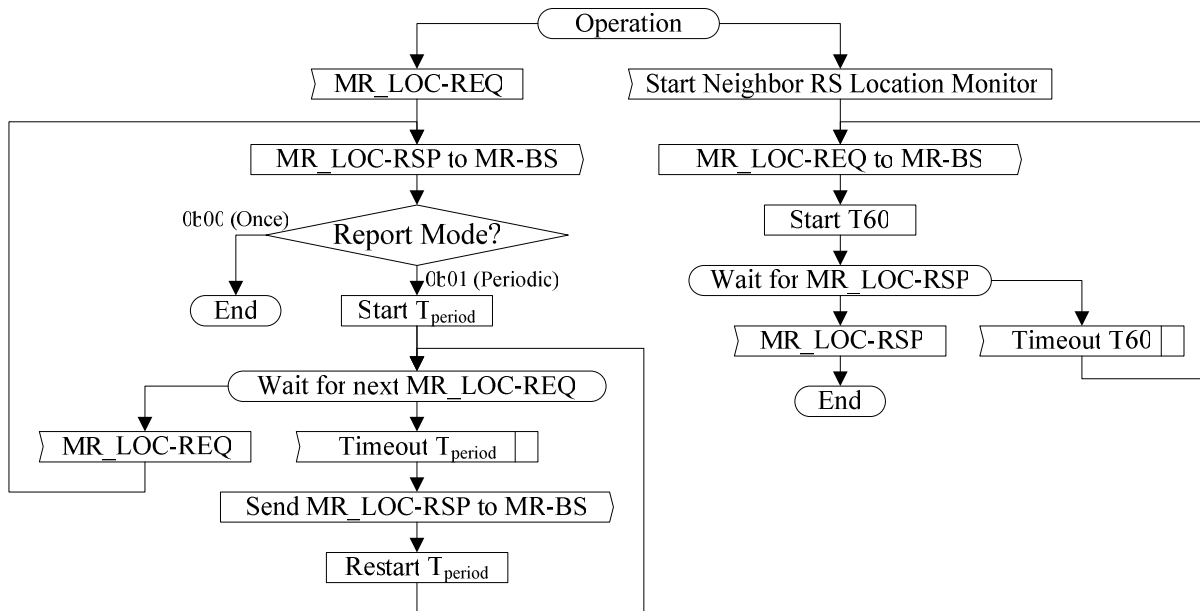 Operation
MR_LOC-REQ
MR_LOC-RSP to MR-BS
0b00 (Once)
Report Mode?
0b01 (Periodic)
End
Start Tperiod
Wait for next MR_LOC-REQ
MR_LOC-REQ
Timeout Tperiod
Send MR_LOC-RSP to MR-BS
Restart Tperiod
Start Neighbor RS Location Monitor
MR_LOC-REQ to MR-BS
Start T60
Wait for MR_LOC-RSP
MR_LOC-RSP
Timeout T60
End